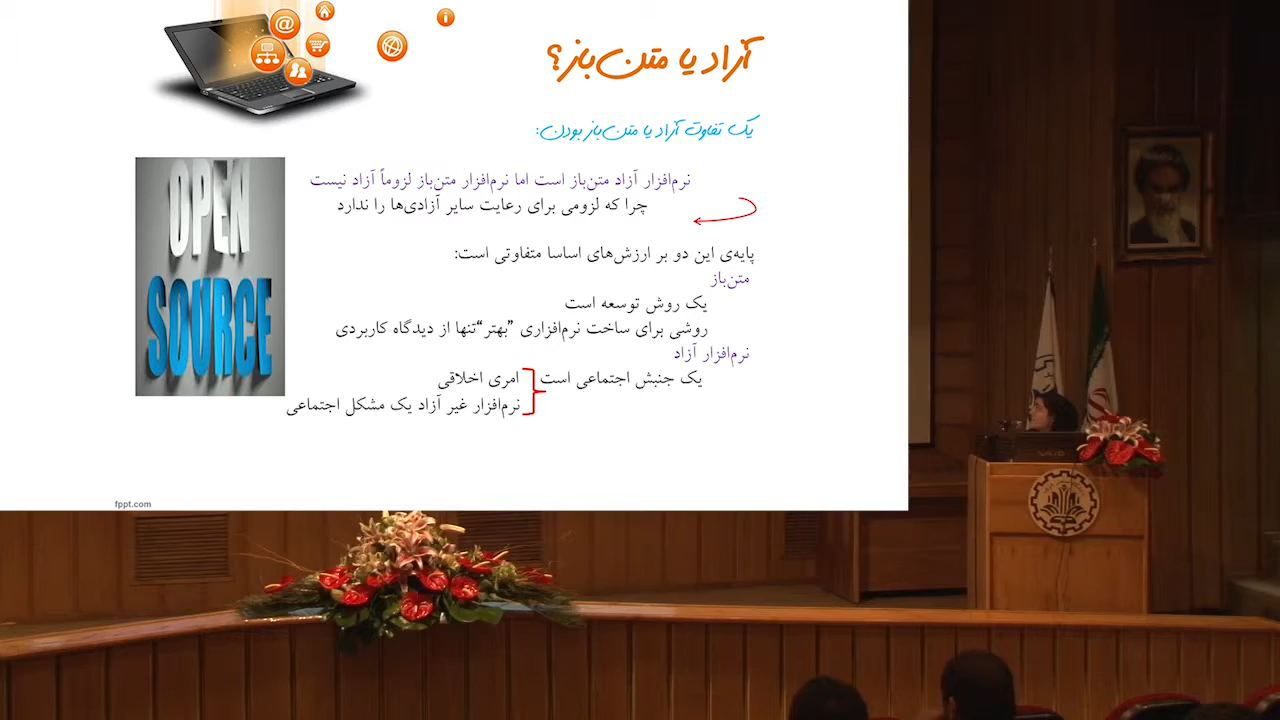 آزاد یا متن‌باز؟
یک تفاوت آزاد یا متن‌باز بودن:
نرم‌افزار آزاد متن‌باز است اما نرم‌افزار متن‌باز لزوماً آزاد نیست
چرا که لزومی برای رعایت سایر آزادی‌ها را ندارد
OPEN
SOURCE
پایه‌ی این دو بر ارزش‌های اساسا متفاوتی است:
متن‌باز
یک روش توسعه است
روشی برای ساخت نرم‌افزاری ”بهتر“تنها از دیدگاه کاربردی
نرم‌افزار آزاد
یک جنبش اجتماعی است
امری اخلاقی
نرم‌افزار غیر آزاد یک مشکل اجتماعی
fppt.com
VAIO